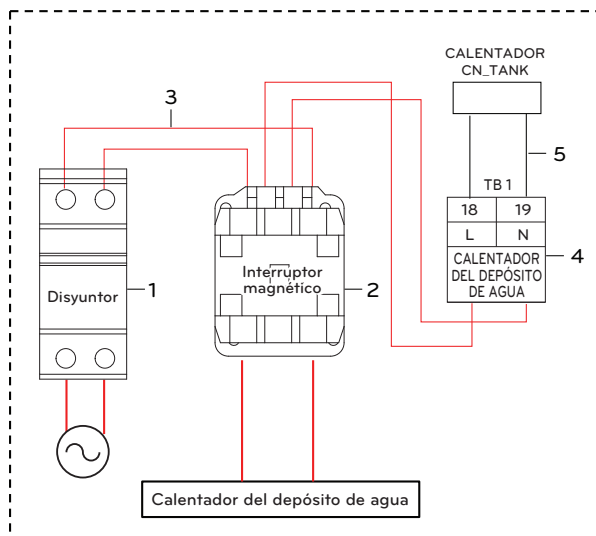 CALENTADOR
CN_TANK
3
5
TB 1
18 19
L N
CALENTADOR
DEL DEPÓSITO
DE AGUA
4
Disyuntor
1
Interruptor
magnético
2
Calentador del depósito de agua